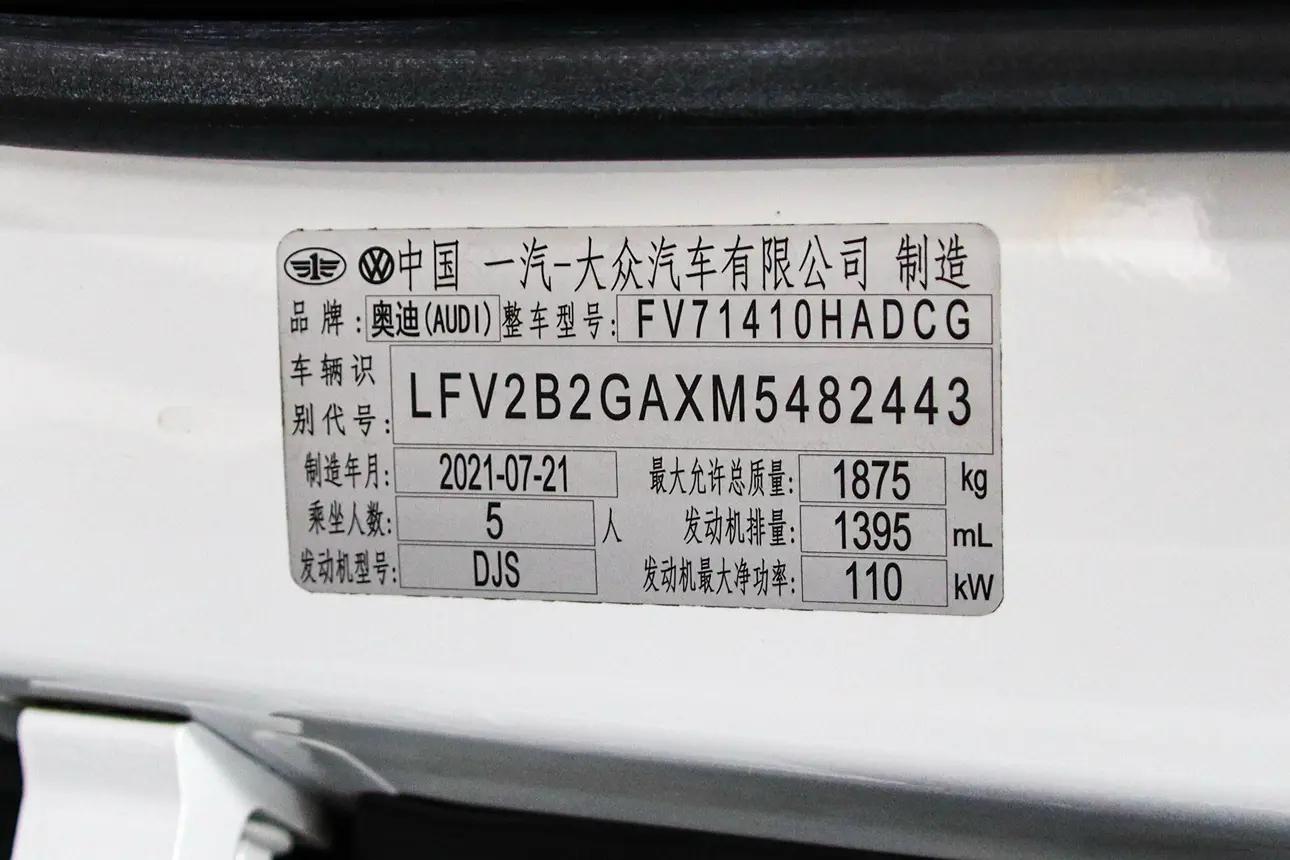 中国 一汽-大众汽车有限公司 制造
品牌: 奥迪(AUDI) 整车型号: FV71410HADCG
车辆识别代号: LFV2B2GAXM5482443
制造年月: 2021-07-21 最大允许总质量: 1875 kg
乘坐人数: 5 人 发动机排量: 1395 mL
发动机型号: DJS 发动机最大净功率: 110 kW